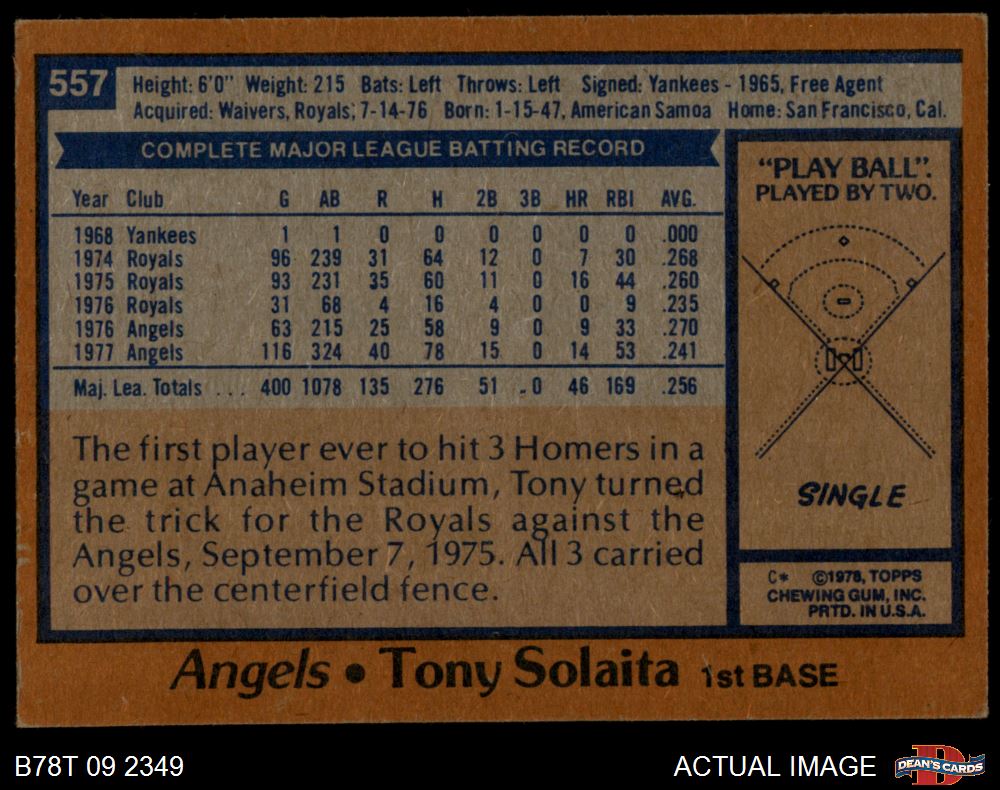 557
Height: 6'0" Weight: 215 Bats: Left Throws: Left Signed: Yankees - 1965, Free Agent
Acquired: Waivers, Royals, 7-14-76 Born: 1-15-47, American Samoa Home: San Francisco, Cal.
COMPLETE MAJOR LEAGUE BATTING RECORD
Year Club G AB R H 2B 3B HR RBI AVG.
1968 Yankees 1 1 0 0 0 0 0 0 .000
1974 Royals 96 239 31 64 12 0 7 30 .268
1975 Royals 93 231 35 60 11 0 16 44 .260
1976 Royals 31 68 4 16 4 0 0 9 .235
1976 Angels 63 215 25 58 9 0 9 33 .270
1977 Angels 116 324 40 78 15 0 14 53 .241
Maj. Lea. Totals ... 400 1078 135 276 51 0 46 169 .256
The first player ever to hit 3 Homers in a
game at Anaheim Stadium, Tony turned
the trick for the Royals against the
Angels, September 7, 1975. All 3 carried
over the centerfield fence.
"PLAY BALL".
PLAYED BY TWO.
SINGLE
C* ©1978, TOPPS
CHEWING GUM, INC.
PRTD. IN U.S.A.
Angels • Tony Solaita 1st BASE
B78T 09 2349
ACTUAL IMAGE
DEAN'S CARDS